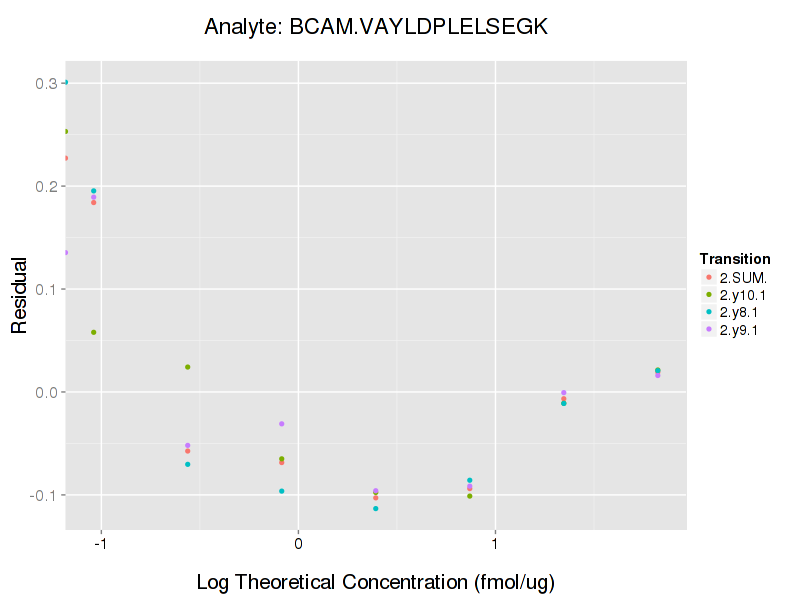 Analyte: BCAM.VAYLDPLELSEGK
0.3
0.2
0.1
0.0
-0.1
Residual
-1
0
1
Log Theoretical Concentration (fmol/ug)
Transition
2.SUM.
2.y10.1
2.y8.1
2.y9.1